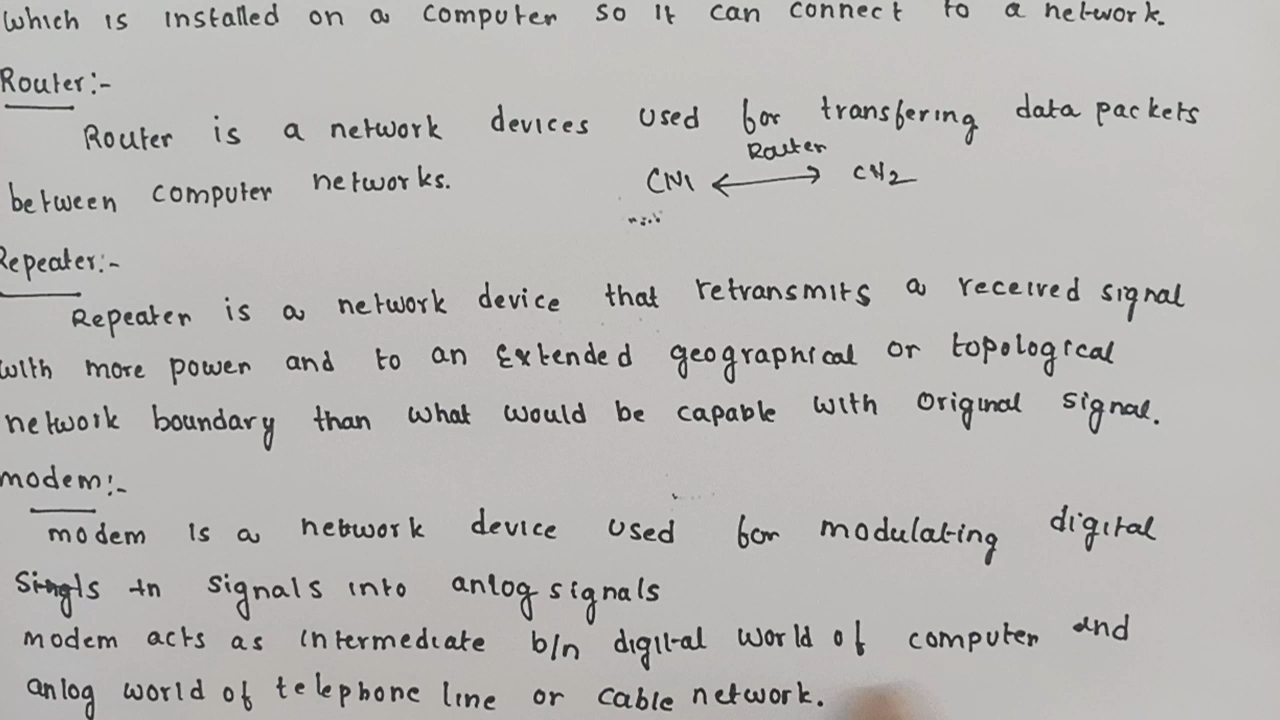 which is installed on a computer so it can connect to a network.
Router:-
Router is a network devices used for transfering data packets
between computer networks.
Router
CN1 ⟷ CN2
Repeater:-
Repeater is a network device that retransmits a received signal
with more power and to an extended geographical or topological
network boundary than what would be capable with original signal.
modem:-
modem is a network device used for modulating digital
Singls in signals into anlog signals
modem acts as intermediate b/n digital world of computer and
anlog world of telephone line or cable network.